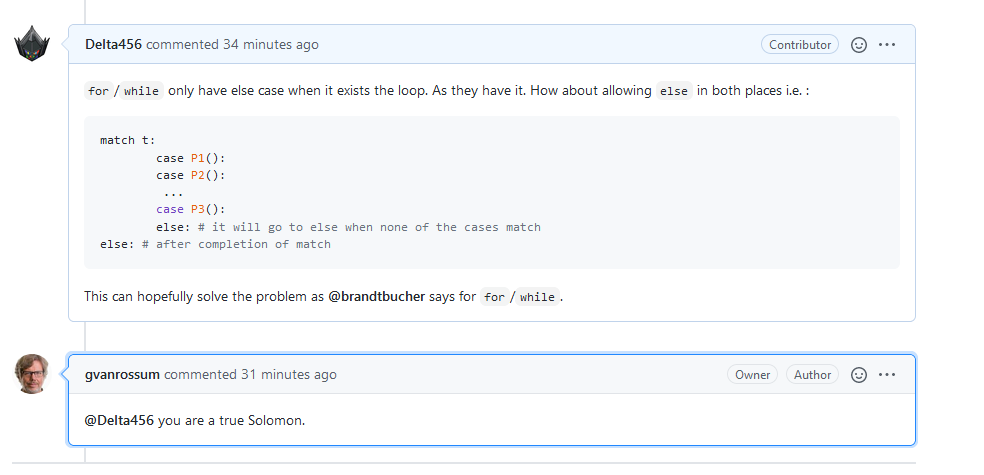 Delta456 commented 34 minutes ago Contributor
for / while only have else case when it exists the loop. As they have it. How about allowing else in both places i.e. :
match t:
        case P1():
        case P2():
         ...
        case P3():
        else: # it will go to else when none of the cases match
else: # after completion of match
This can hopefully solve the problem as @brandtbucher says for for / while .
gvanrossum commented 31 minutes ago Owner Author
@Delta456 you are a true Solomon.